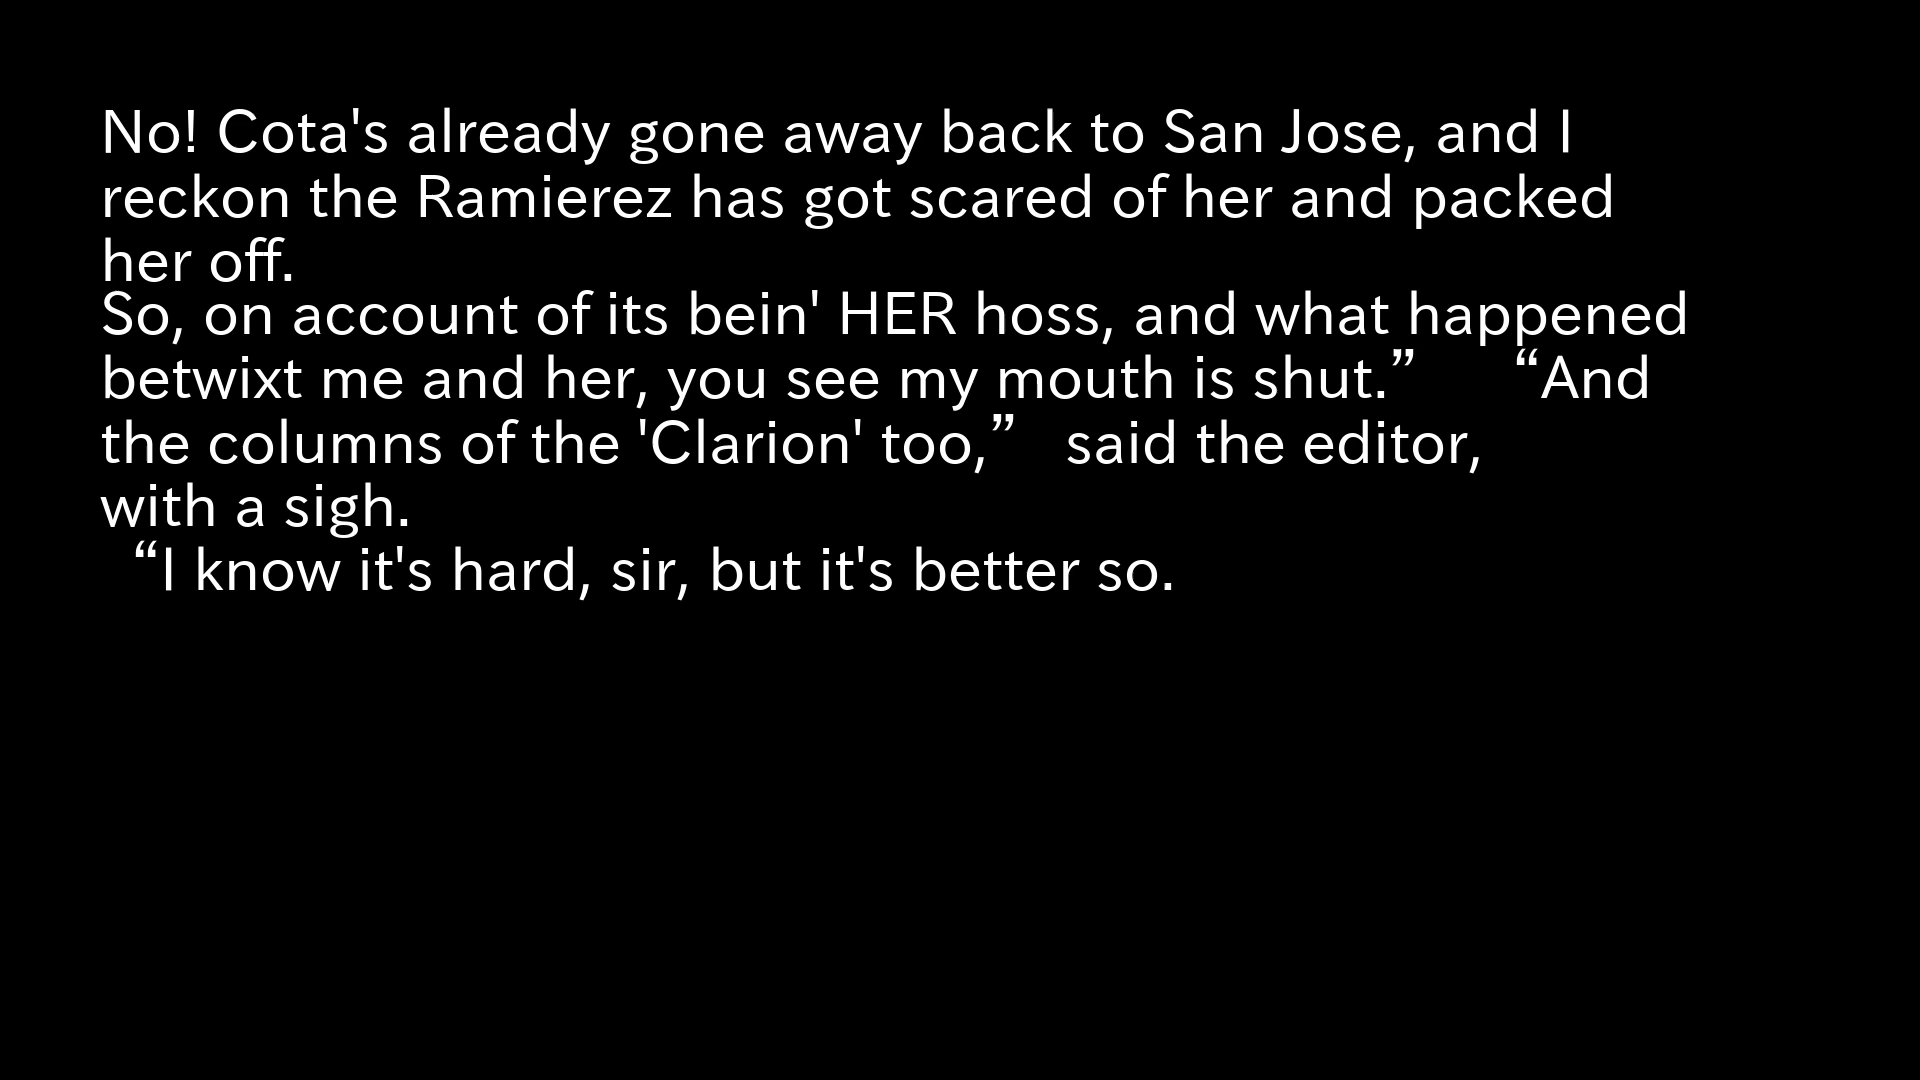 No! Cota's already gone away back to San Jose, and I
reckon the Ramierez has got scared of her and packed
her off.
So, on account of its bein' HER hoss, and what happened
betwixt me and her, you see my mouth is shut.” “And
the columns of the 'Clarion' too,” said the editor,
with a sigh.
“I know it's hard, sir, but it's better so.